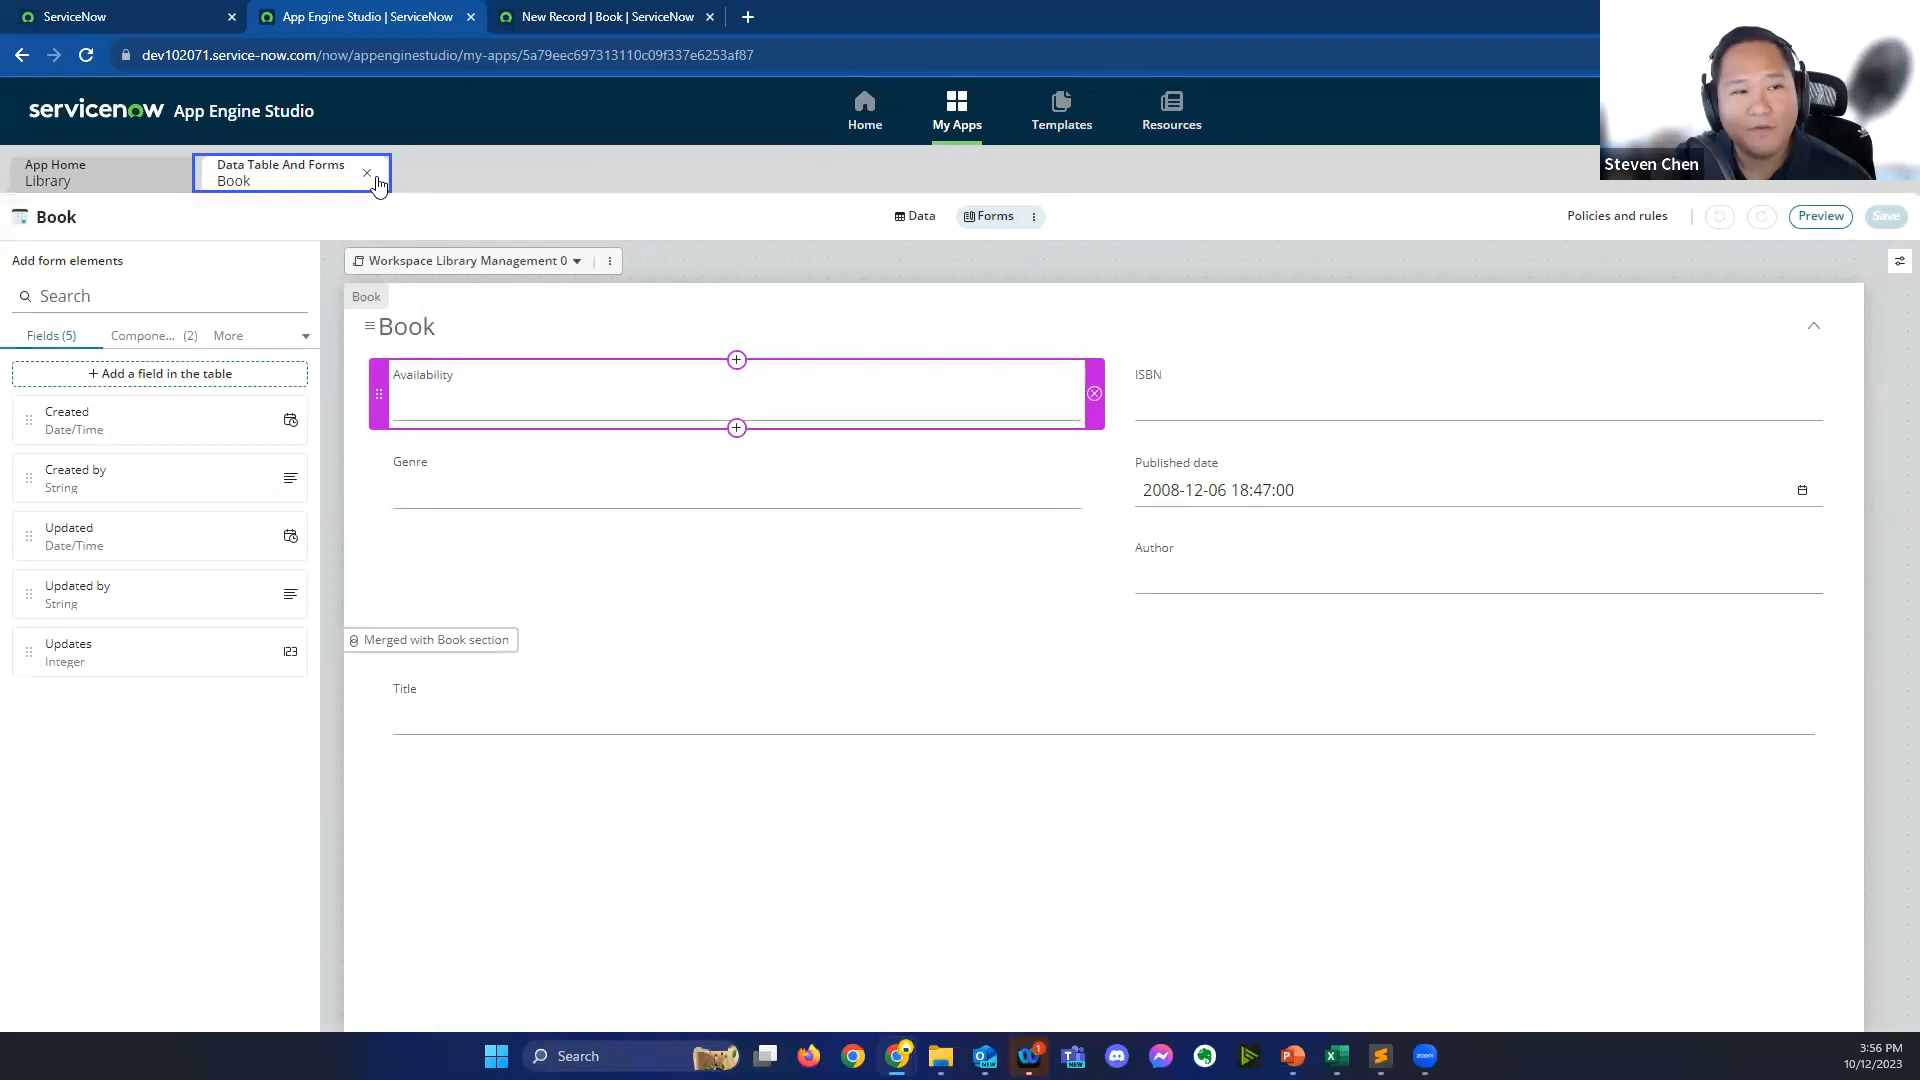 ServiceNow
App Engine Studio | ServiceNow
New Record | Book | ServiceNow
dev102071.service-now.com/now/appenginestudio/my-apps/5a79eec697313110c09f337e6253af87
servicenow App Engine Studio
Home
My Apps
Templates
Resources
Steven Chen
App Home
Library
Data Table And Forms
Book
Book
Data
Forms
Policies and rules
Preview
Save
Add form elements
Search
Fields (5)
Compone... (2)
More
+ Add a field in the table
Created
Date/Time
Created by
String
Updated
Date/Time
Updated by
String
Updates
Integer
123
Workspace Library Management 0
Book
Book
Availability
ISBN
Genre
Published date
2008-12-06 18:47:00
Author
Merged with Book section
Title
Search
1
NEW
NEW
zoom
3:56 PM
10/12/2023